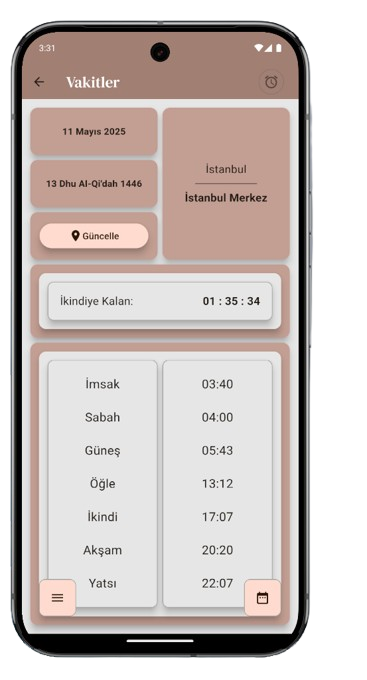 3:31
Vakitler
11 Mayıs 2025
13 Dhu Al-Qi'dah 1446
Güncelle
İstanbul
İstanbul Merkez
İkindiye Kalan: 01 : 35 : 34
İmsak 03:40
Sabah 04:00
Güneş 05:43
Öğle 13:12
İkindi 17:07
Akşam 20:20
Yatsı 22:07